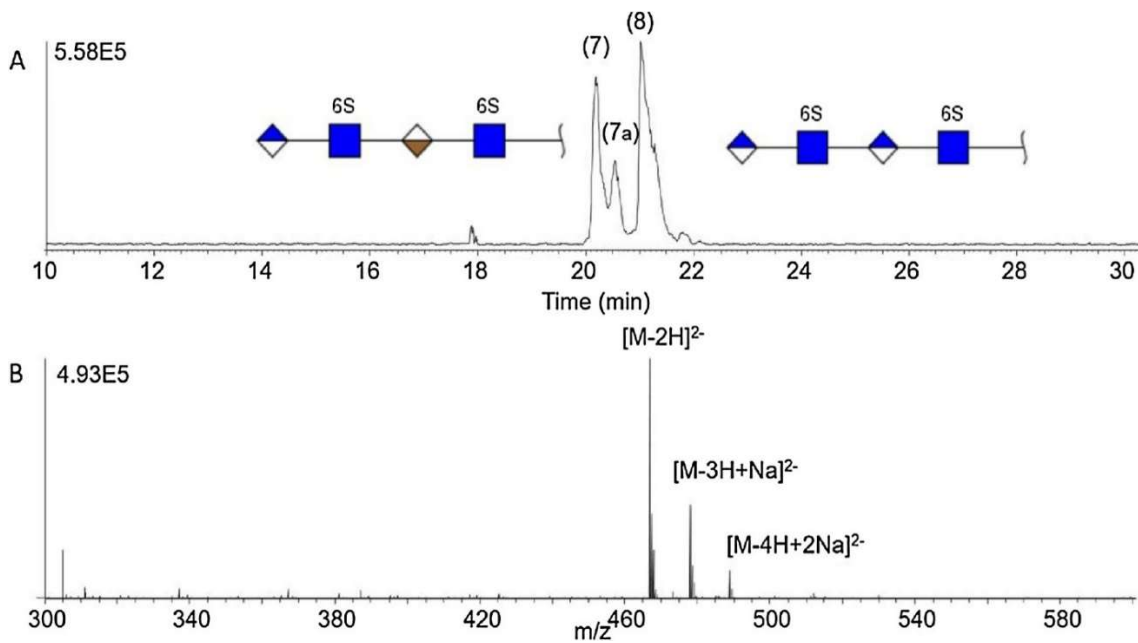 A
5.58E5
(7)
(7a)
(8)
6S 6S
6S 6S
10 12 14 16 18 20 22 24 26 28 30
Time (min)
B
4.93E5
[M-2H]2-
[M-3H+Na]2-
[M-4H+2Na]2-
300 340 380 420 460 500 540 580
m/z